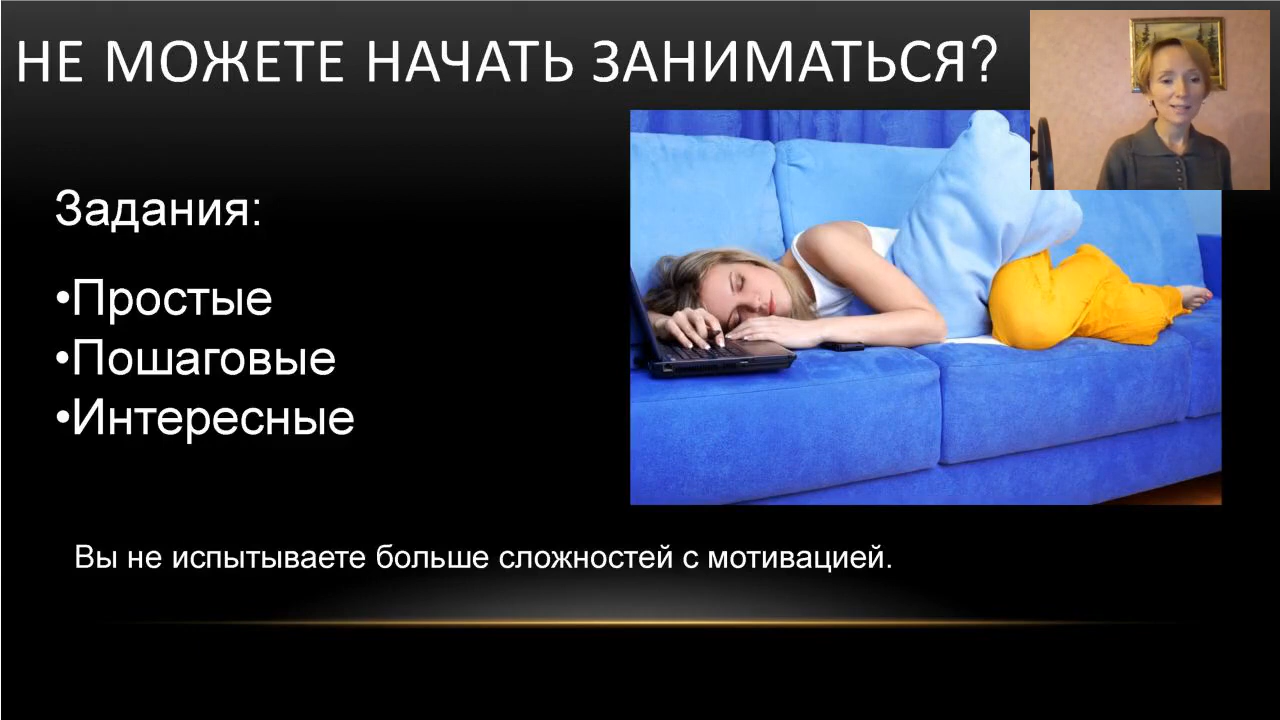 НЕ МОЖЕТЕ НАЧАТЬ ЗАНИМАТЬСЯ?
Задания:
•Простые
•Пошаговые
•Интересные
Вы не испытываете больше сложностей с мотивацией.